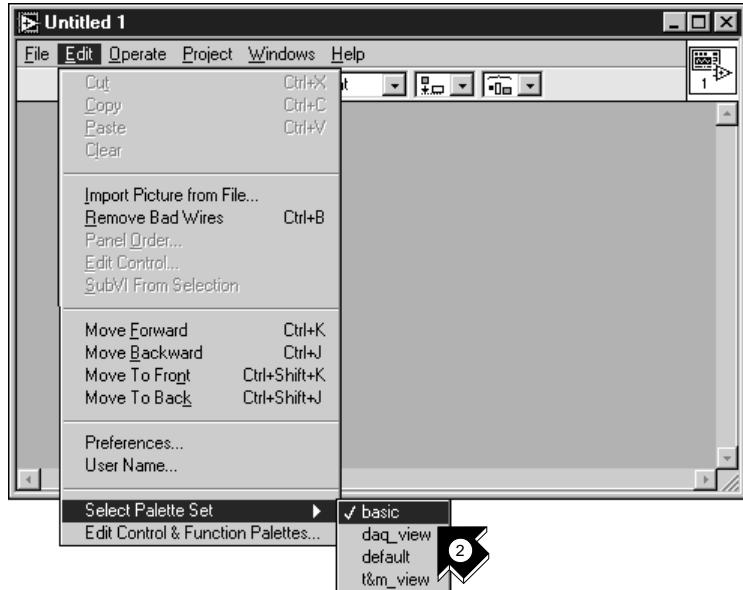 Untitled 1
File Edit Operate Project Windows Help
1
Cut Ctrl+X
Copy Ctrl+C
Paste Ctrl+V
Clear
Import Picture from File...
Remove Bad Wires Ctrl+B
Panel Order...
Edit Control...
SubVI From Selection
Move Forward Ctrl+K
Move Backward Ctrl+J
Move To Front Ctrl+Shift+K
Move To Back Ctrl+Shift+J
Preferences...
User Name...
Select Palette Set
Edit Control & Function Palettes...
✓ basic
daq_view
default
t&m_view
2